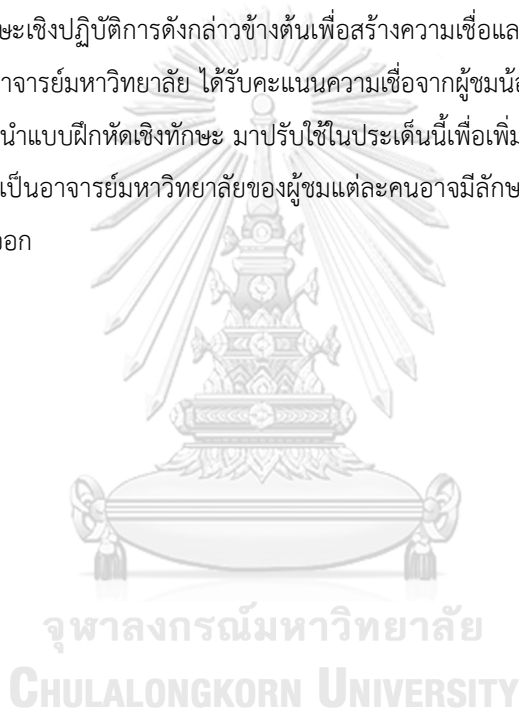 ษะเชิงปฏิบัติการดังกล่าวข้างต้นเพื่อสร้างความเชื่อแล
าจารย์มหาวิทยาลัย ได้รับคะแนนความเชื่อจากผู้ชมน้อ
นำแบบฝึกหัดเชิงทักษะ มาปรับใช้ในประเด็นนี้เพื่อเพิ่ม
เป็นอาจารย์มหาวิทยาลัยของผู้ชมแต่ละคนอาจมีลักษ
อก
จุฬาลงกรณ์มหาวิทยาลัย
CHULALONGKORN UNIVERSITY